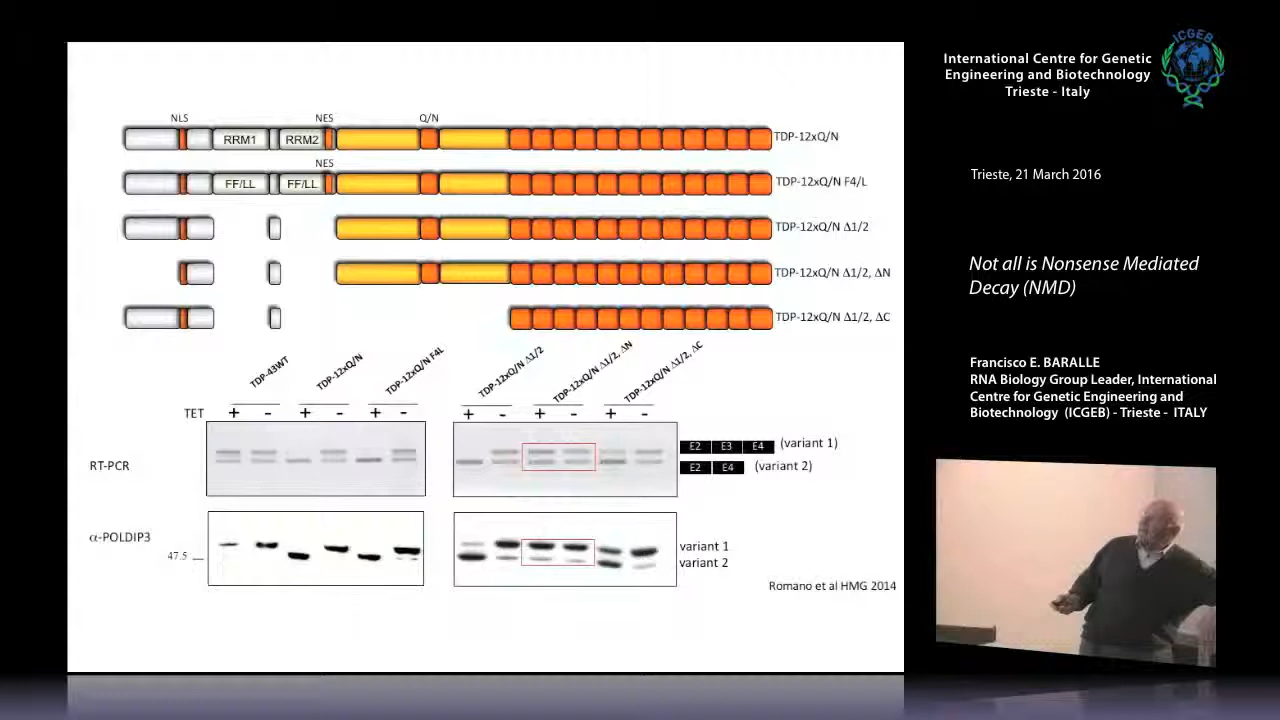 NLS NES Q/N
RRM1 RRM2 TDP-12xQ/N
NES
FF/LL FF/LL TDP-12xQ/N F4/L
TDP-12xQ/N Δ1/2
TDP-12xQ/N Δ1/2, ΔN
TDP-12xQ/N Δ1/2, ΔC
TDP-43WT TDP-12xQ/N TDP-12xQ/N F4L TDP-12xQ/N Δ1/2 TDP-12xQ/N Δ1/2, ΔN TDP-12xQ/N Δ1/2, ΔC
TET + - + - + - + - + - + -
E2 E3 E4 (variant 1)
RT-PCR E2 E4 (variant 2)
α-POLDIP3
variant 1
47.5 variant 2
Romano et al HMG 2014
ICGEB
International Centre for Genetic
Engineering and Biotechnology
Trieste - Italy
Trieste, 21 March 2016
Not all is Nonsense Mediated
Decay (NMD)
Francisco E. BARALLE
RNA Biology Group Leader, International
Centre for Genetic Engineering and
Biotechnology (ICGEB) - Trieste - ITALY